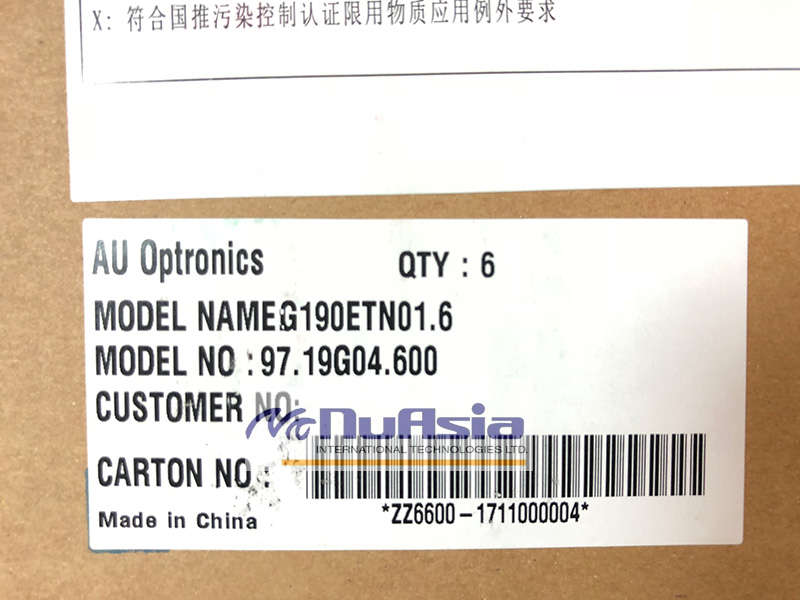 X: 符合国推污染控制认证限用物质应用例外要求
AU Optronics QTY : 6
MODEL NAME:G190ETN01.6
MODEL NO : 97.19G04.600
CUSTOMER NO:
NuAsia
INTERNATIONAL TECHNOLOGIES LTD.
CARTON NO :
*ZZ6600-1711000004*
Made in China